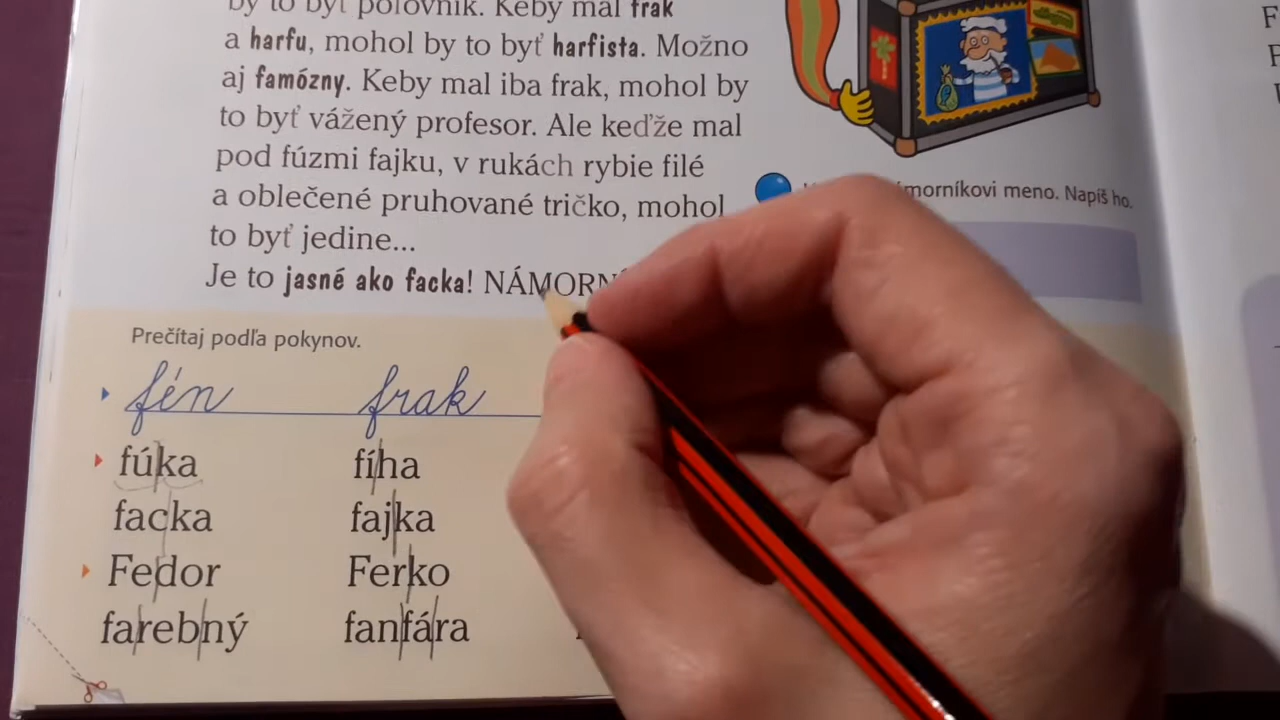 by to byť poľovník. Keby mal frak
a harfu, mohol by to byť harfista. Možno
aj famózny. Keby mal iba frak, mohol by
to byť vážený profesor. Ale keďže mal
pod fúzmi fajku, v rukách rybie filé
a oblečené pruhované tričko, mohol
to byť jedine...
Je to jasné ako facka!
meno. Napíš ho.
Prečítaj podľa pokynov.
fén frak
fúka fíha
facka fajka
Fedor Ferko
farebný fanfára